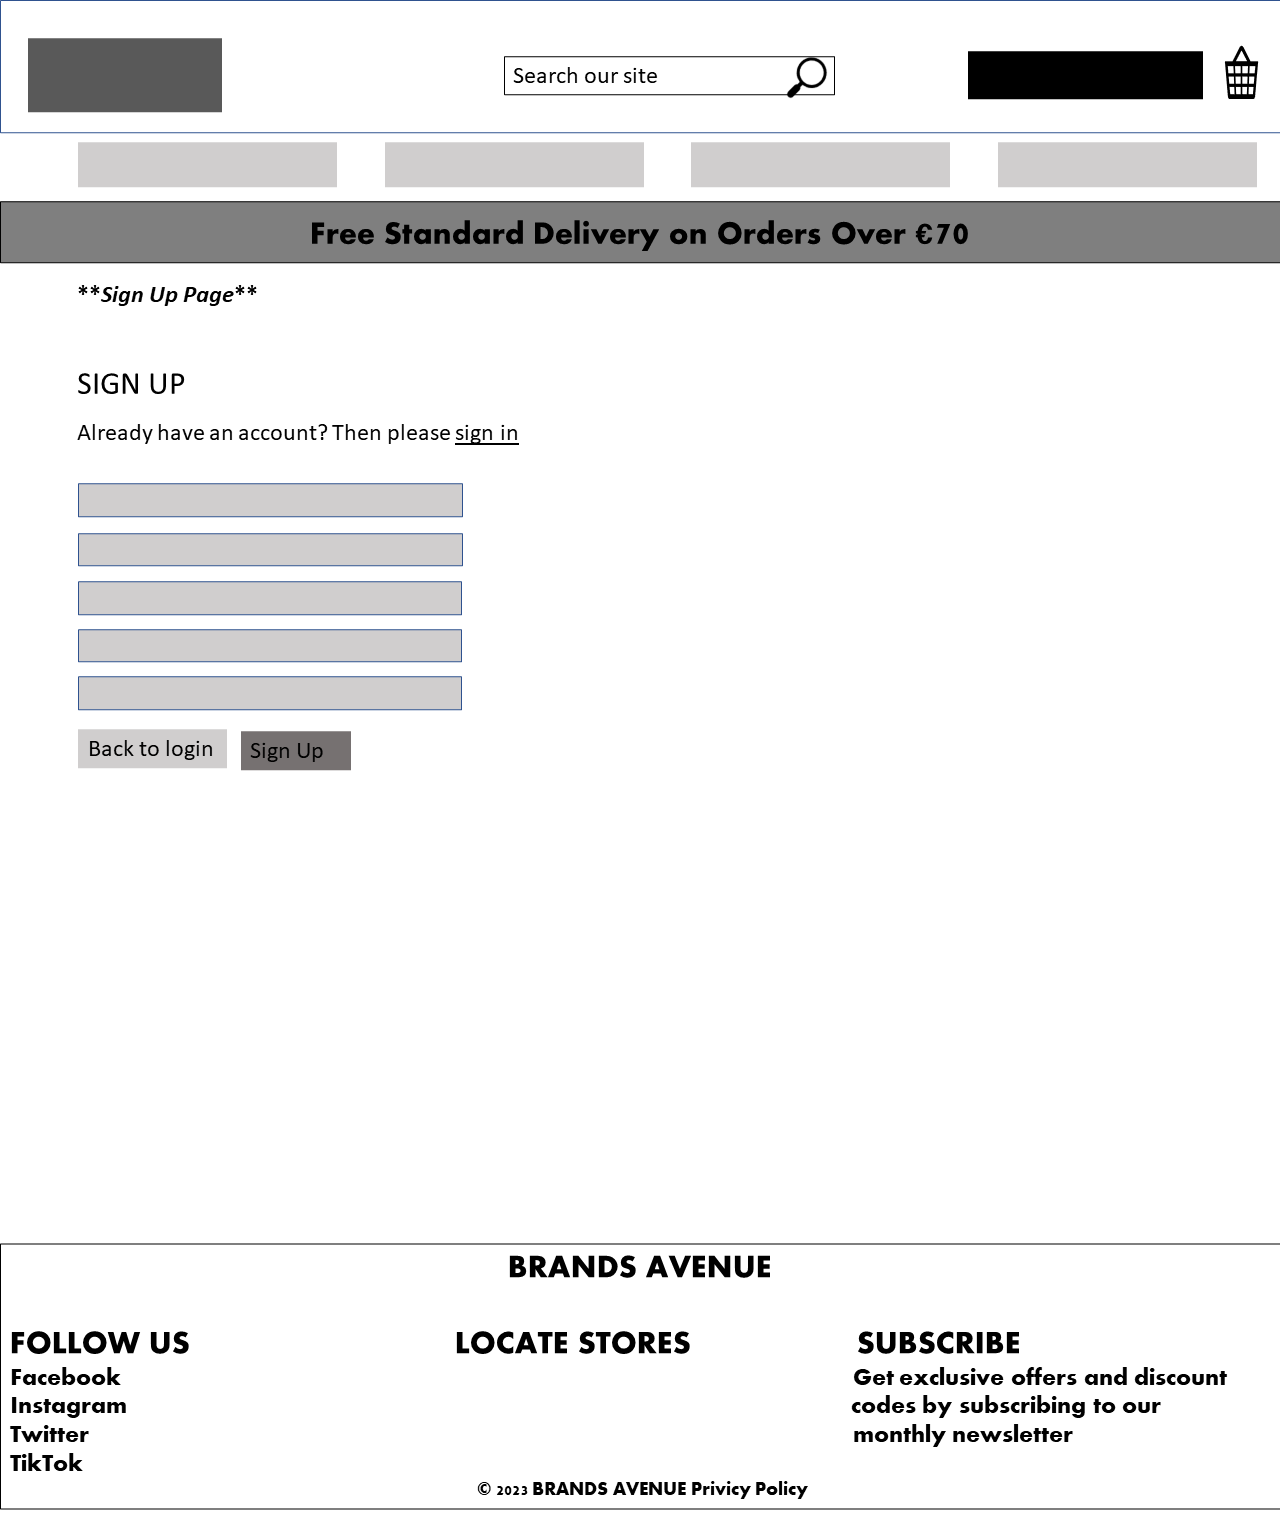 Search our site
Free Standard Delivery on Orders Over €70
**Sign Up Page**
SIGN UP
Already have an account? Then please sign in
Back to login
Sign Up
BRANDS AVENUE
FOLLOW US
Facebook
Instagram
Twitter
TikTok
LOCATE STORES
SUBSCRIBE
Get exclusive offers and discount
codes by subscribing to our
monthly newsletter
© 2023 BRANDS AVENUE Privicy Policy